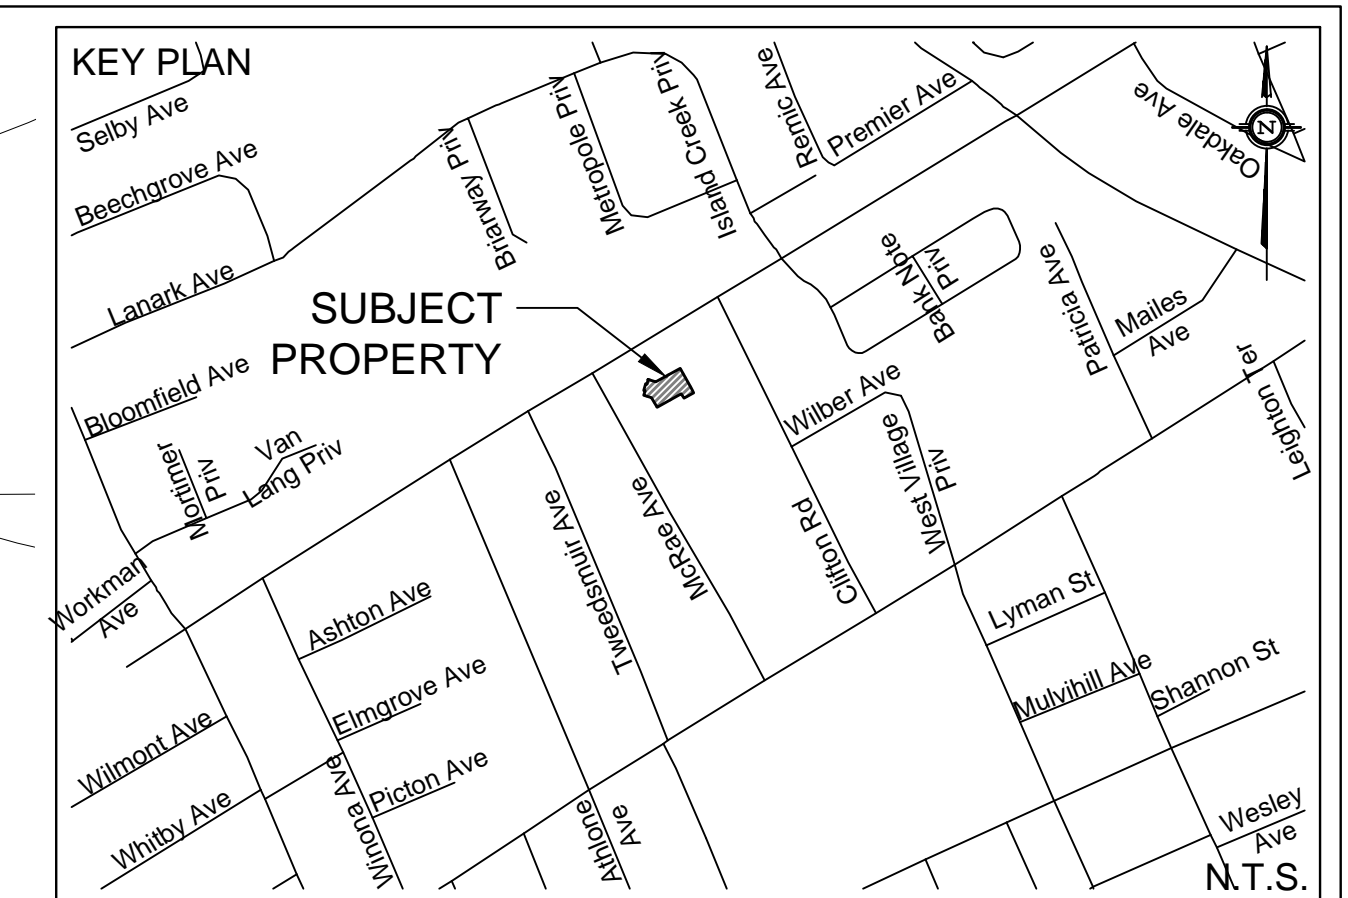 KEY PLAN
Selby Ave
Beechgrove Ave
Lanark Ave
Briarway Priv
Metropole Priv
Island Creek Priv
Remic Ave
Premier Ave
Oakdale Ave
N
SUBJECT
PROPERTY
Bank Note
Priv
Patricia Ave
Mailes
Ave
Leighton Ter
Bloomfield Ave
Mortimer
Priv
Van
Lang Priv
Wilber Ave
West Village
Priv
Clifton Rd
McRae Ave
Tweedsmuir Ave
Workman
Ave
Ashton Ave
Elmgrove Ave
Picton Ave
Winona Ave
Wilmont Ave
Whitby Ave
Athlone
Ave
Lyman St
Mulvihill Ave
Shannon St
Wesley
Ave
N.T.S.